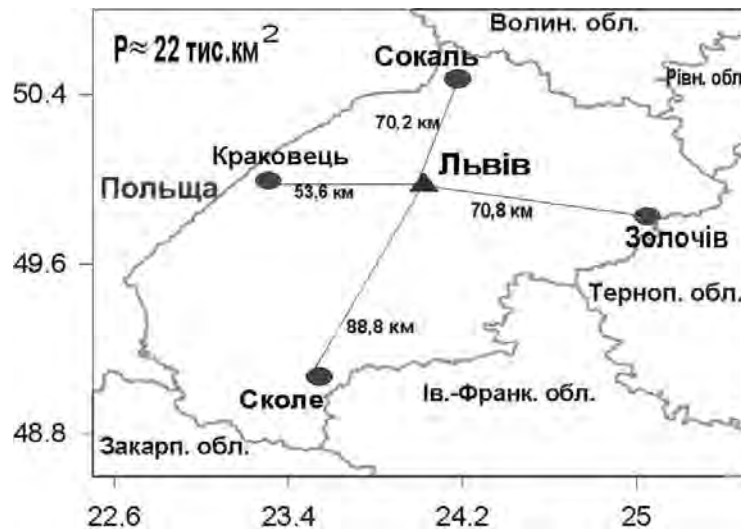 Волин. обл.
P≈ 22 тис.км²
Сокаль
Рівн. обл
50.4
70,2 км
Краковець
Львів
Польща
53,6 км
70,8 км
Золочів
49.6
Терноп. обл.
88,8 км
Сколе
Ів.-Франк. обл.
48.8
Закарп. обл.
22.6 23.4 24.2 25